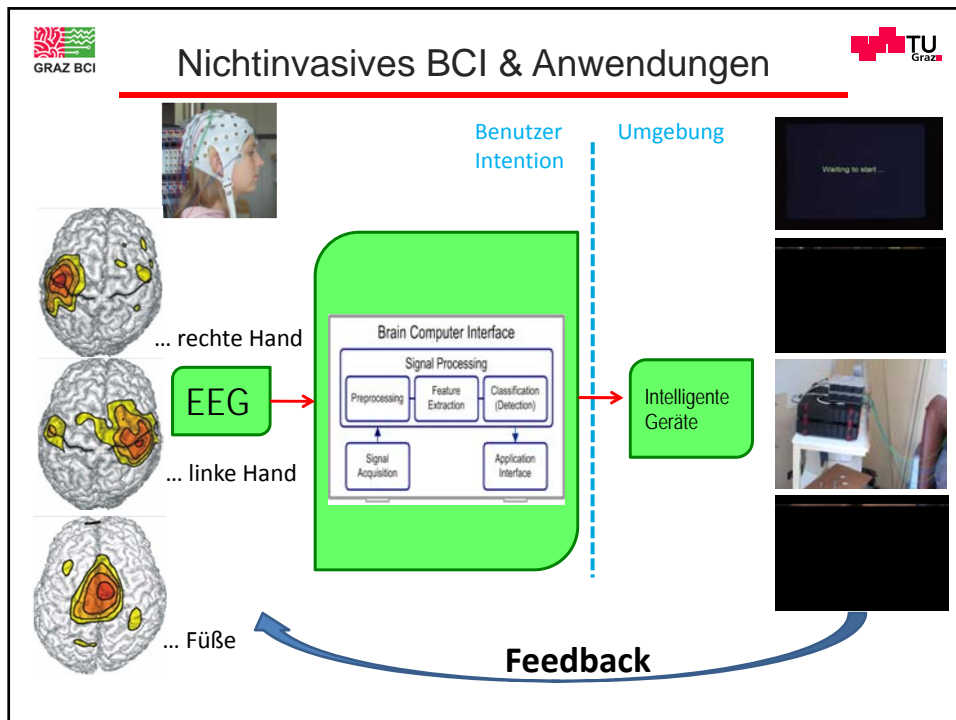 GRAZ BCI
Nichtinvasives BCI & Anwendungen
TU
Graz
Benutzer
Intention
Umgebung
Waiting to start ...
... rechte Hand
EEG
... linke Hand
... Füße
Brain Computer Interface
Signal Processing
Preprocessing
Feature
Extraction
Classification
(Detection)
Signal
Acquisition
Application
Interface
Intelligente
Geräte
Feedback